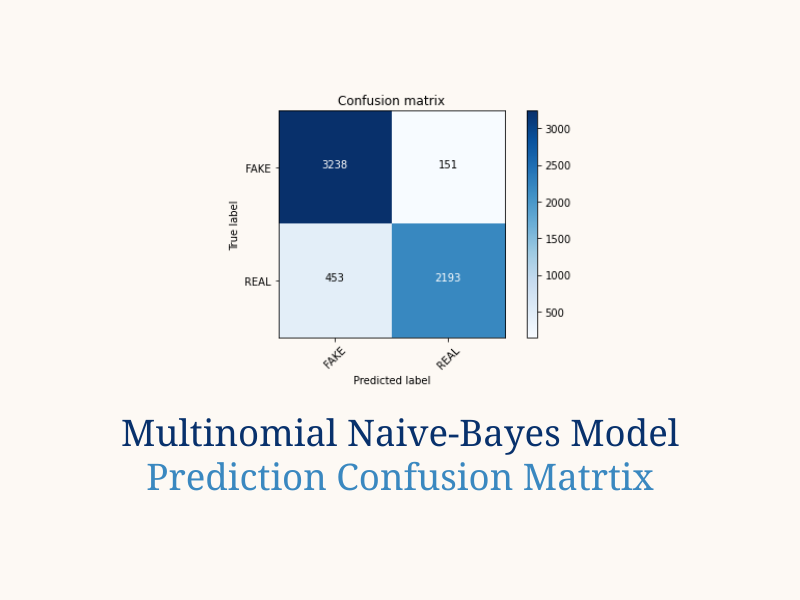 Confusion matrix
3000
3238
151
FAKE
2500
2000
True label
1500
453
2193
REAL
1000
500
FAKE
REAL
Predicted label
Multinomial Naive-Bayes Model
Prediction Confusion Matrtix